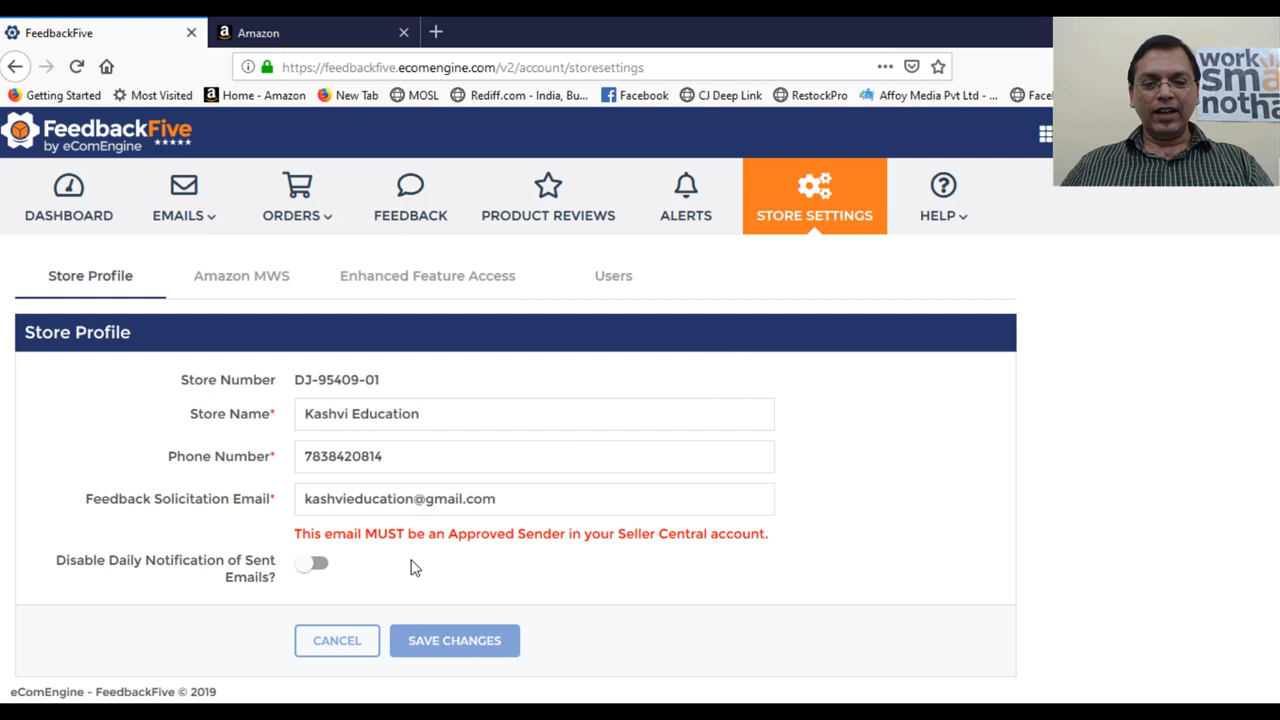 FeedbackFive
Amazon
https://feedbackfive.ecomengine.com/v2/account/storesettings
Getting Started
Most Visited
Home - Amazon
New Tab
MOSL
Rediff.com - India, Bu...
Facebook
CJ Deep Link
RestockPro
Affoy Media Pvt Ltd - ...
Face
work
sma
notha
FeedbackFive
by eComEngine
DASHBOARD
EMAILS
ORDERS
FEEDBACK
PRODUCT REVIEWS
ALERTS
STORE SETTINGS
HELP
Store Profile
Amazon MWS
Enhanced Feature Access
Users
Store Profile
Store Number DJ-95409-01
Store Name* Kashvi Education
Phone Number* 7838420814
Feedback Solicitation Email* kashvieducation@gmail.com
This email MUST be an Approved Sender in your Seller Central account.
Disable Daily Notification of Sent
Emails?
CANCEL
SAVE CHANGES
eComEngine - FeedbackFive © 2019